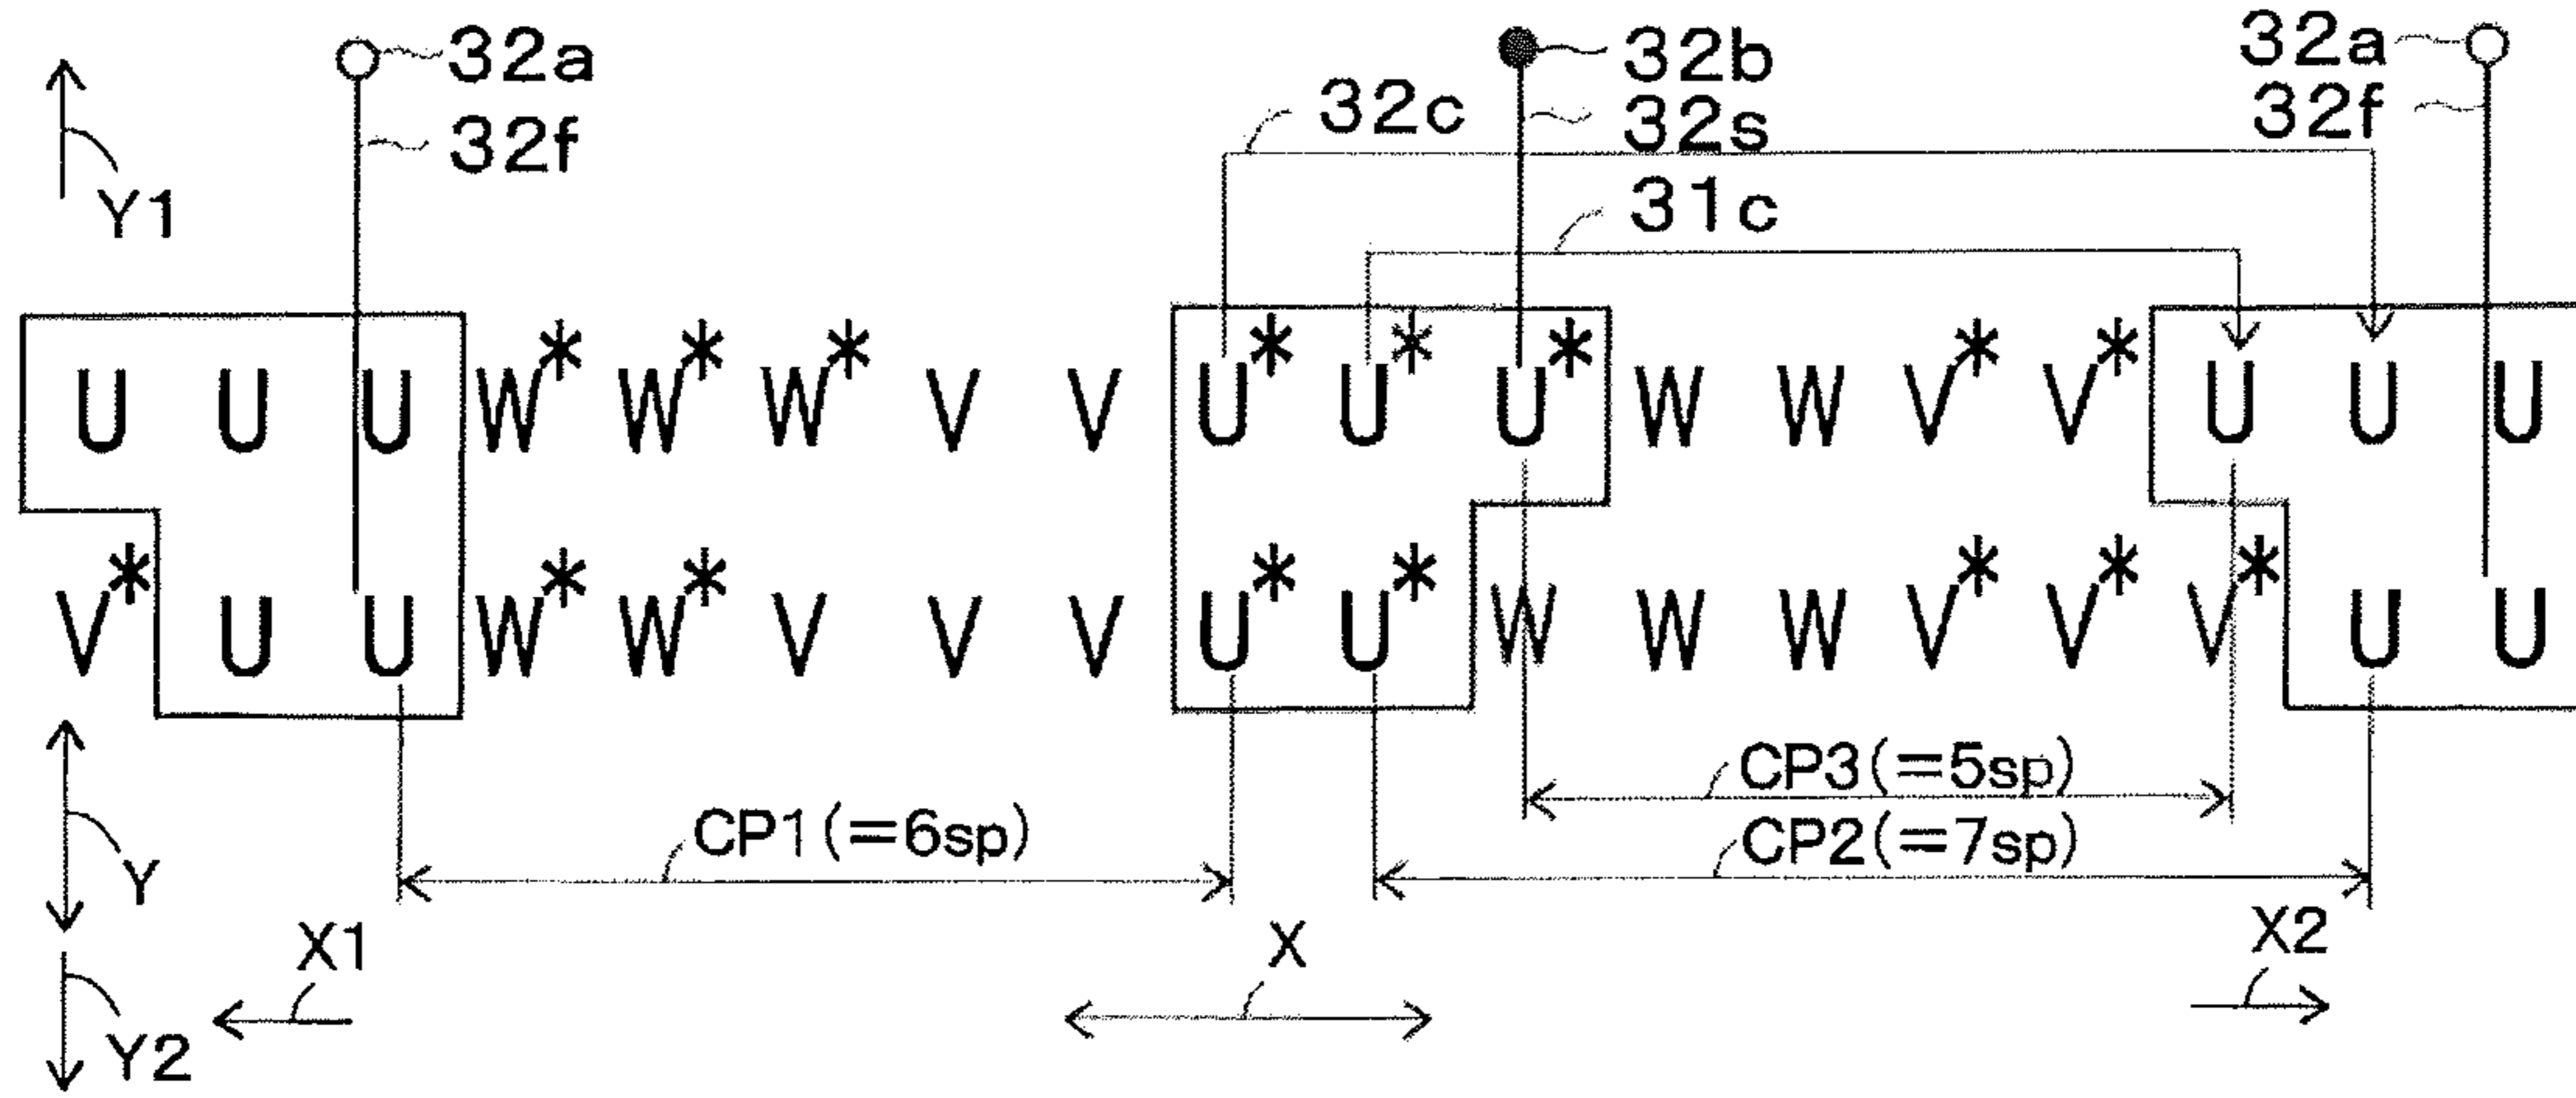 32a 32b 32a
32c 32s 32f
Y1 32f 31c
U U U W* W* W* V V U* U* U* W W V* V* U U U
V* U U W* W* V V V U* U* W W W V* V* V* U U
CP3(=5sp)
CP1(=6sp) CP2(=7sp)
Y
X1 X X2
Y2